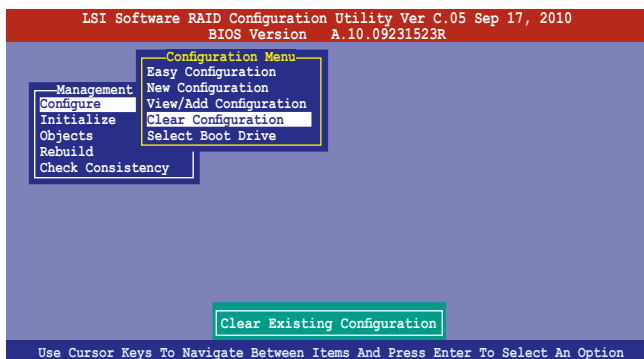 LSI Software RAID Configuration Utility Ver C.05 Sep 17, 2010
BIOS Version   A.10.09231523R
Management
Configure
Initialize
Objects
Rebuild
Check Consistency
Configuration Menu
Easy Configuration
New Configuration
View/Add Configuration
Clear Configuration
Select Boot Drive
Clear Existing Configuration
Use Cursor Keys To Navigate Between Items And Press Enter To Select An Option